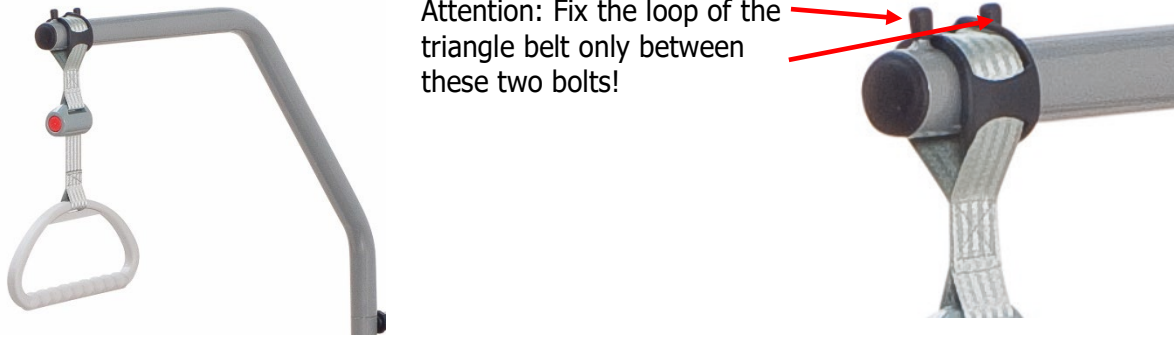 Attention: Fix the loop of the
triangle belt only between
these two bolts!